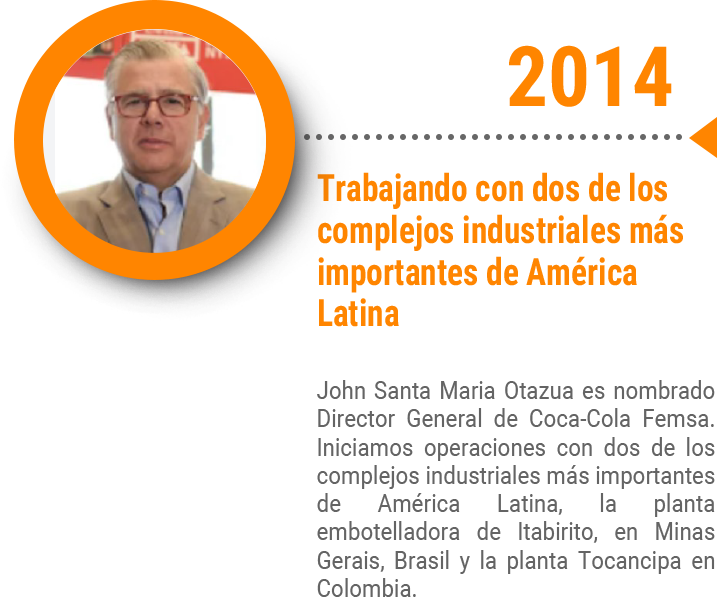 2014
Trabajando con dos de los
complejos industriales más
importantes de América
Latina
John Santa Maria Otazua es nombrado
Director General de Coca-Cola Femsa.
Iniciamos operaciones con dos de los
complejos industriales más importantes
de América Latina, la planta
embotelladora de Itabirito, en Minas
Gerais, Brasil y la planta Tocancipa en
Colombia.